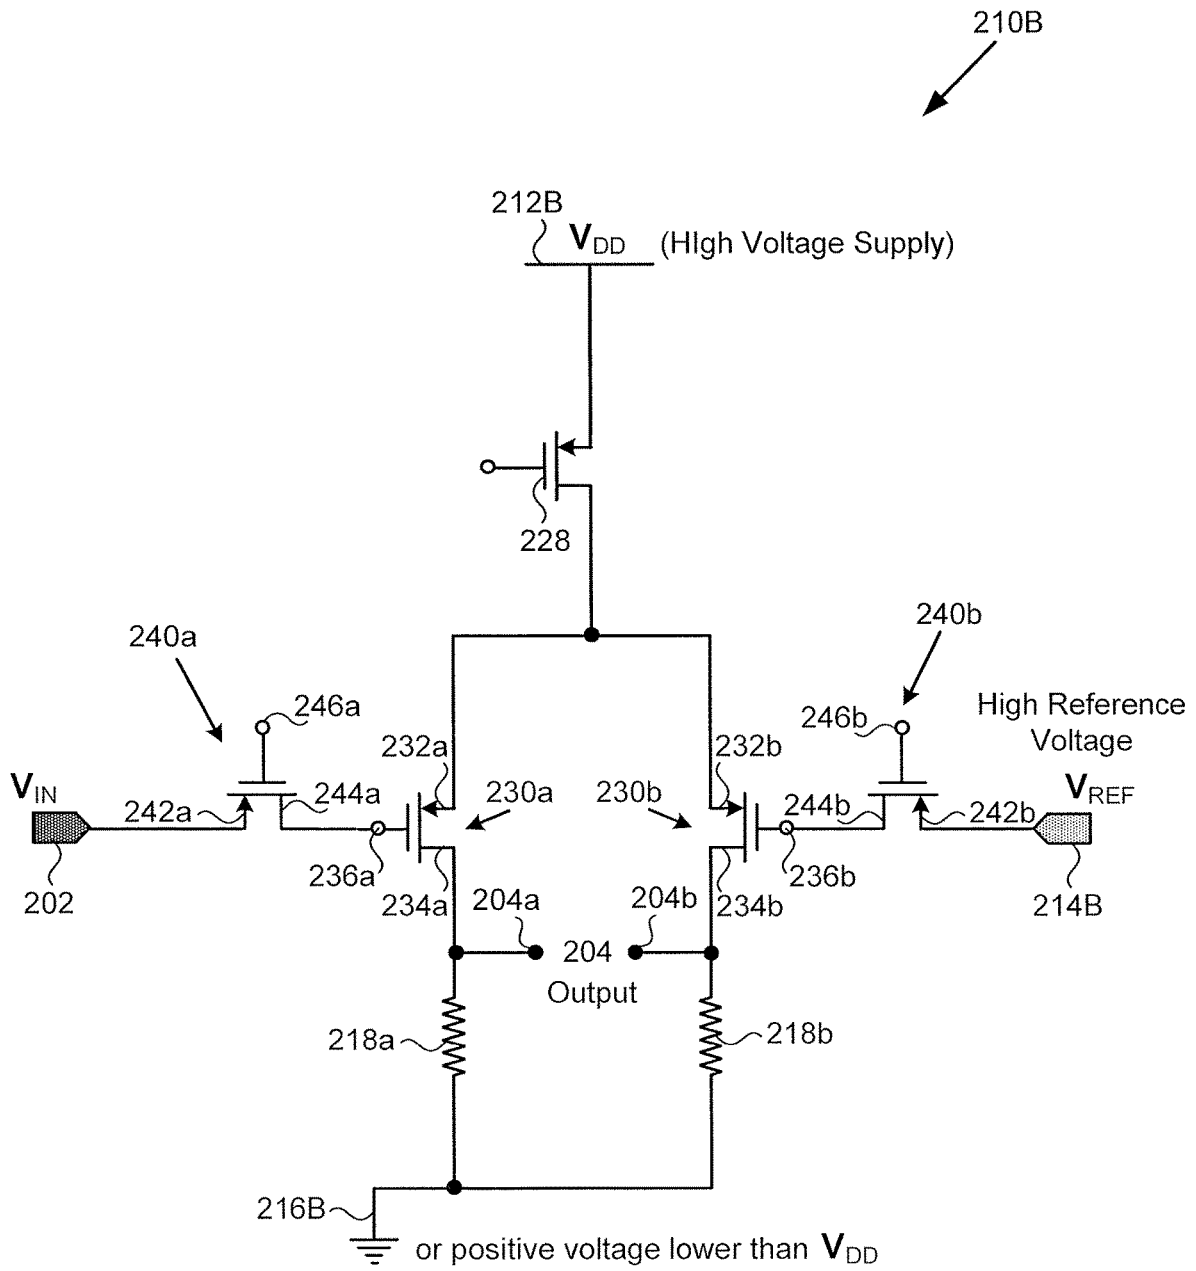 210B
212B
VDD (HIgh Voltage Supply)
228
240a
240b
246a
246b
High Reference
Voltage
232a
232b
VIN
242a
244a
230a
230b
244b
242b
VREF
236a
236b
202
234a
234b
214B
204a
204b
204
Output
218a
218b
216B
or positive voltage lower than VDD